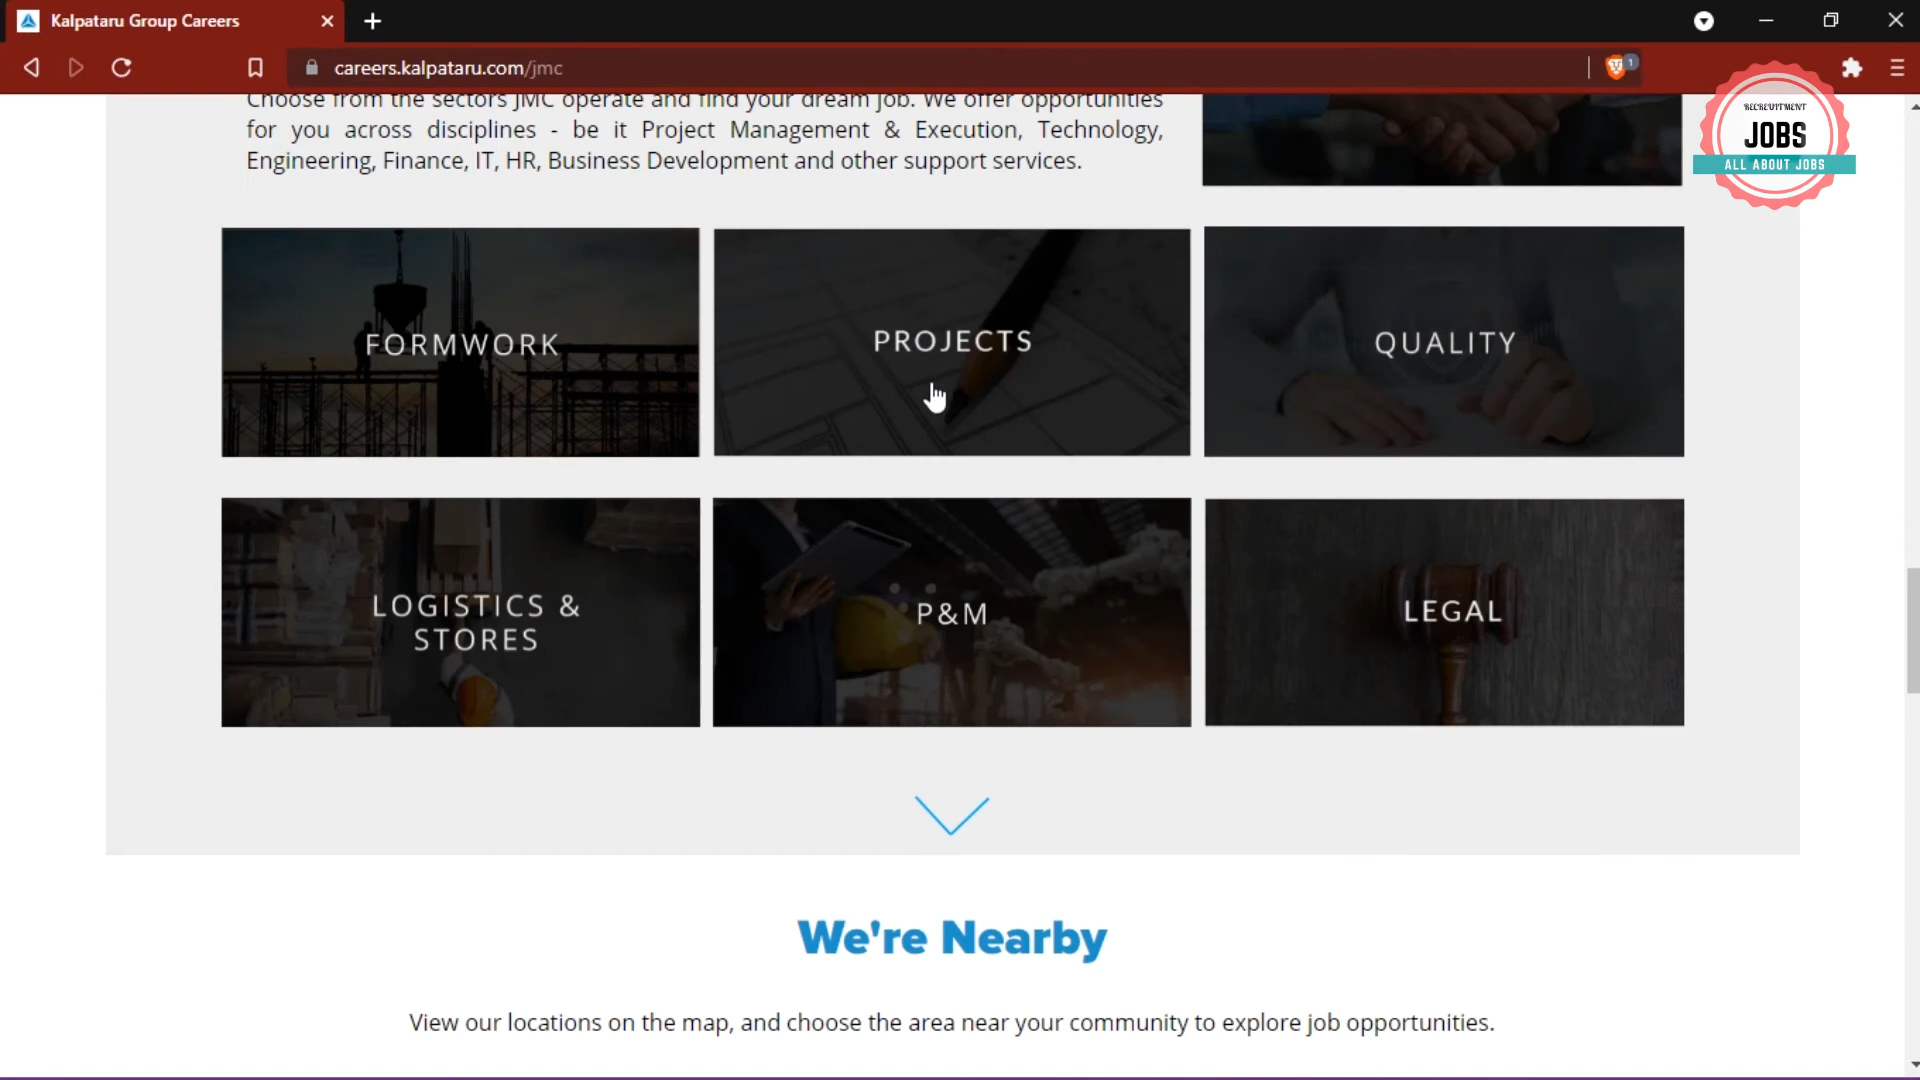 Kalpataru Group Careers
careers.kalpataru.com/jmc
1
RECREUITMENT
JOBS
ALL ABOUT JOBS
Choose from the sectors JMC operate and find your dream job. We offer opportunities
for you across disciplines - be it Project Management & Execution, Technology,
Engineering, Finance, IT, HR, Business Development and other support services.
FORMWORK
PROJECTS
QUALITY
LOGISTICS &
STORES
P&M
LEGAL
We're Nearby
View our locations on the map, and choose the area near your community to explore job opportunities.